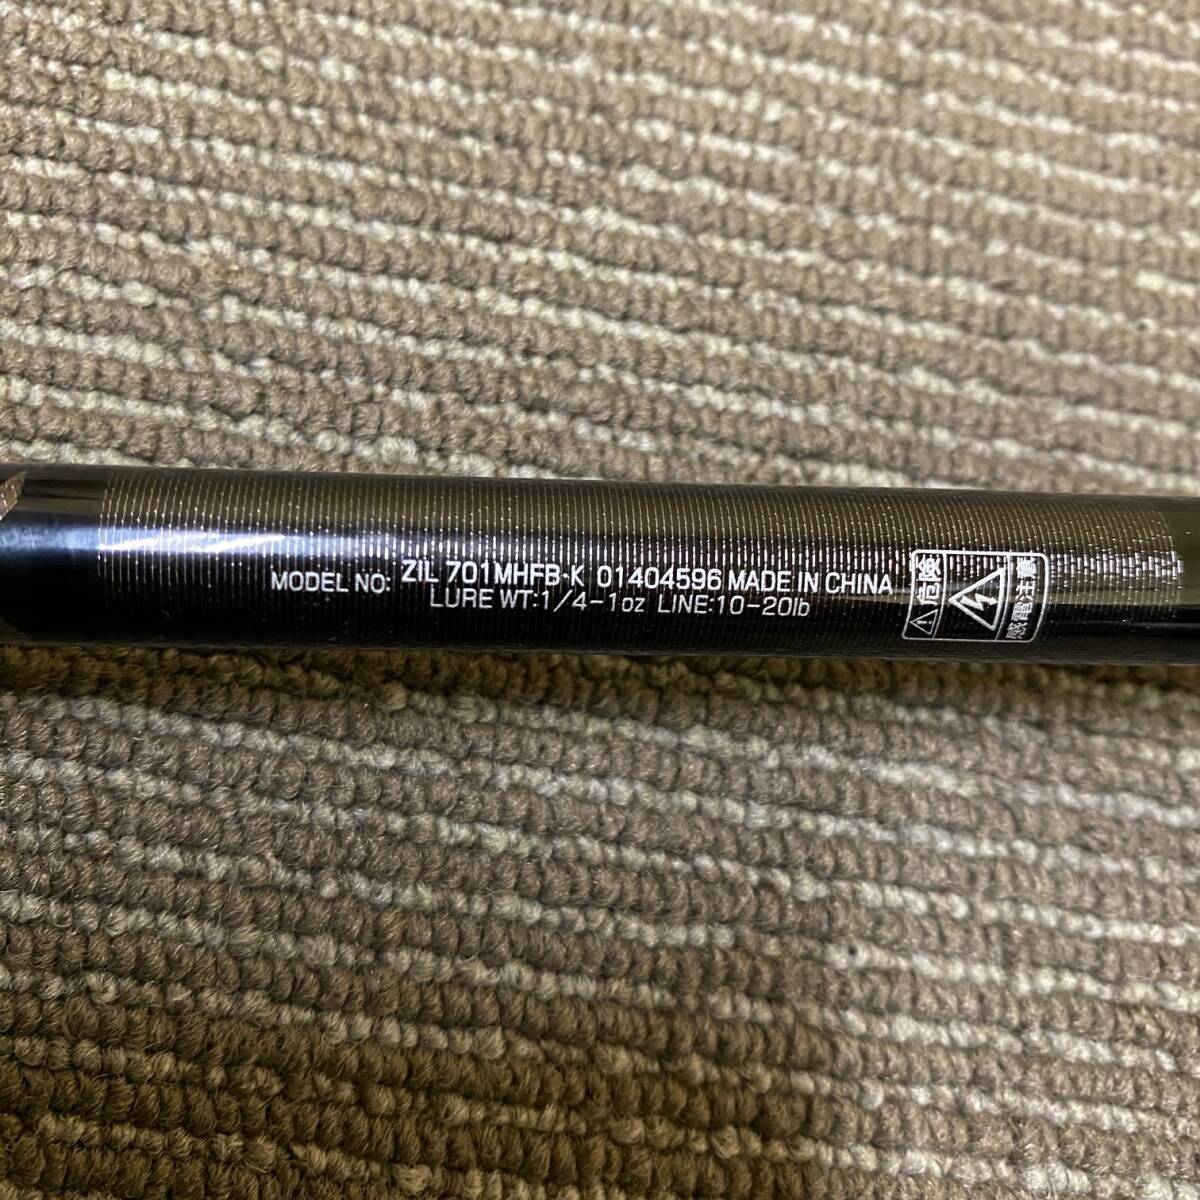 MODEL NO: ZIL 701MHFB-K 01404596 MADE IN CHINA
LURE WT:1/4-1oz LINE:10-20lb
危険
感電注意